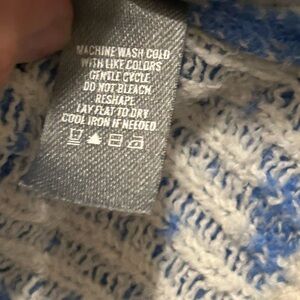 MACHINE WASH COLD
WITH LIKE COLORS
GENTLE CYCLE
DO NOT BLEACH
RESHAPE
LAY FLAT TO DRY
COOL IRON IF NEEDED